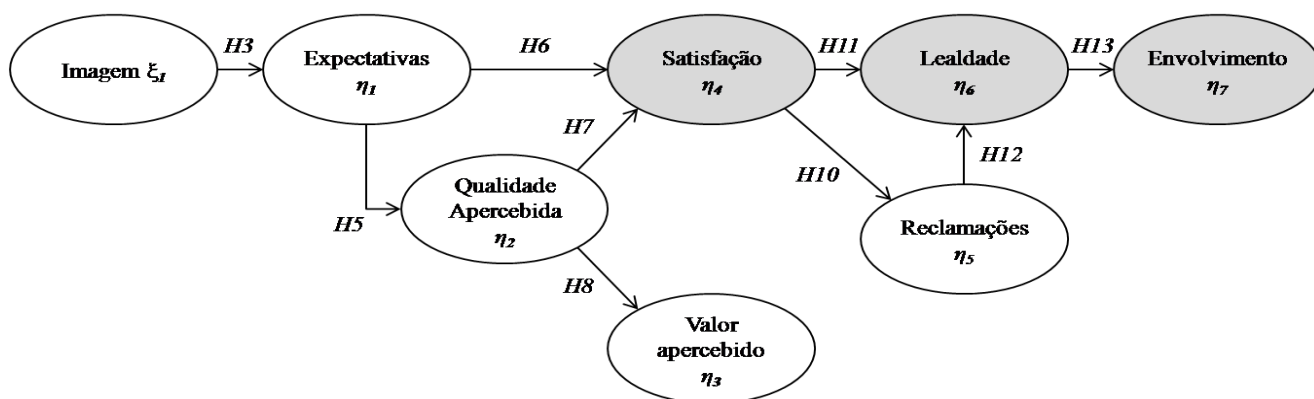 Imagem ξ1
H3
Expectativas
η1
H6
Satisfação
η4
H11
Lealdade
η6
H13
Envolvimento
η7
H7
H5
Qualidade
Apercebida
η2
H10
H12
Reclamações
η5
H8
Valor
apercebido
η3